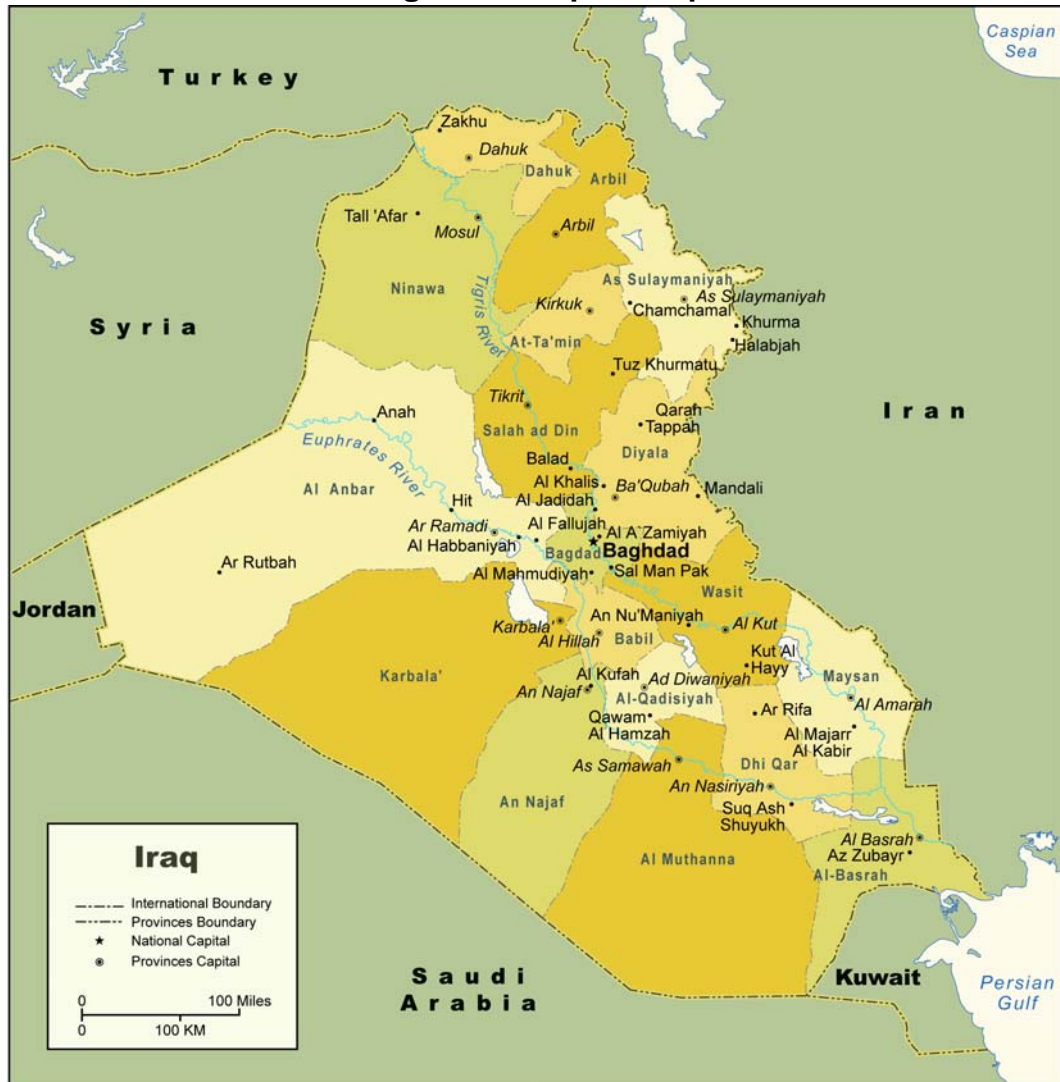 Caspian
Sea
Turkey
Zakhu
Dahuk
Dahuk
Arbil
Tall 'Afar
Mosul
Arbil
Ninawa
Tigris River
As Sulaymaniyah
Kirkuk
As Sulaymaniyah
Chamchamal
Syria
Khurma
At-Ta'min
Halabjah
Tuz Khurmatu
Tikrit
Iran
Anah
Qarah
Tappah
Euphrates River
Salah ad Din
Diyala
Balad
Al Anbar
Al Khalis
Ba'Qubah
Mandali
Hit
Al Jadidah
Ar Ramadi
Al Fallujah
Al A`Zamiyah
Al Habbaniyah
Bagdad
Baghdad
Ar Rutbah
Al Mahmudiyah
Sal Man Pak
Wasit
Jordan
An Nu'Maniyah
Karbala'
Al Kut
Al Hillah
Babil
Kut Al
Hayy
Karbala'
Al Kufah
Ad Diwaniyah
Maysan
An Najaf
Al-Qadisiyah
Al Amarah
Qawam
Al Hamzah
Ar Rifa
Al Majarr
Al Kabir
As Samawah
Dhi Qar
An Nasiriyah
An Najaf
Suq Ash
Shuyukh
Al Basrah
Az Zubayr
Al Muthanna
Al-Basrah
Iraq
International Boundary
Provinces Boundary
National Capital
Provinces Capital
0 100 Miles
0 100 KM
Saudi
Arabia
Kuwait
Persian
Gulf